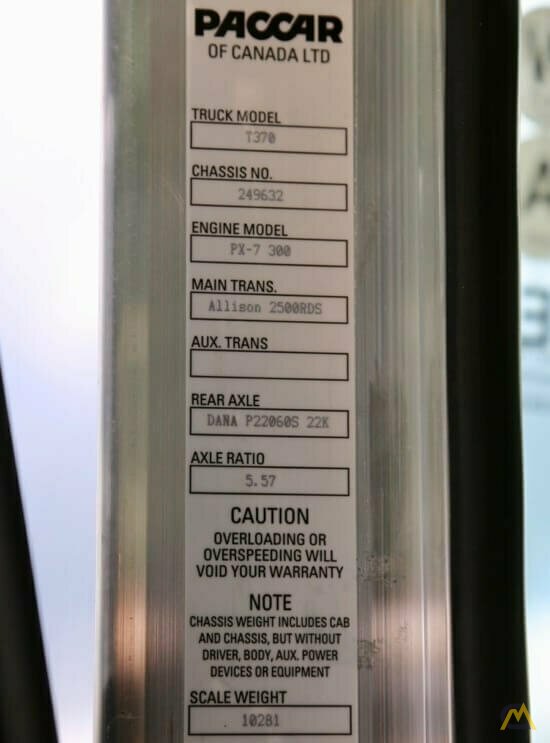 PACCAR
OF CANADA LTD
TRUCK MODEL
T370
CHASSIS NO.
249632
ENGINE MODEL
PX-7 300
MAIN TRANS.
Allison 2500RDS
AUX. TRANS
REAR AXLE
DANA P22060S 22K
AXLE RATIO
5.57
CAUTION
OVERLOADING OR
OVERSPEEDING WILL
VOID YOUR WARRANTY
NOTE
CHASSIS WEIGHT INCLUDES CAB
AND CHASSIS, BUT WITHOUT
DRIVER, BODY, AUX. POWER
DEVICES OR EQUIPMENT
SCALE WEIGHT
10281